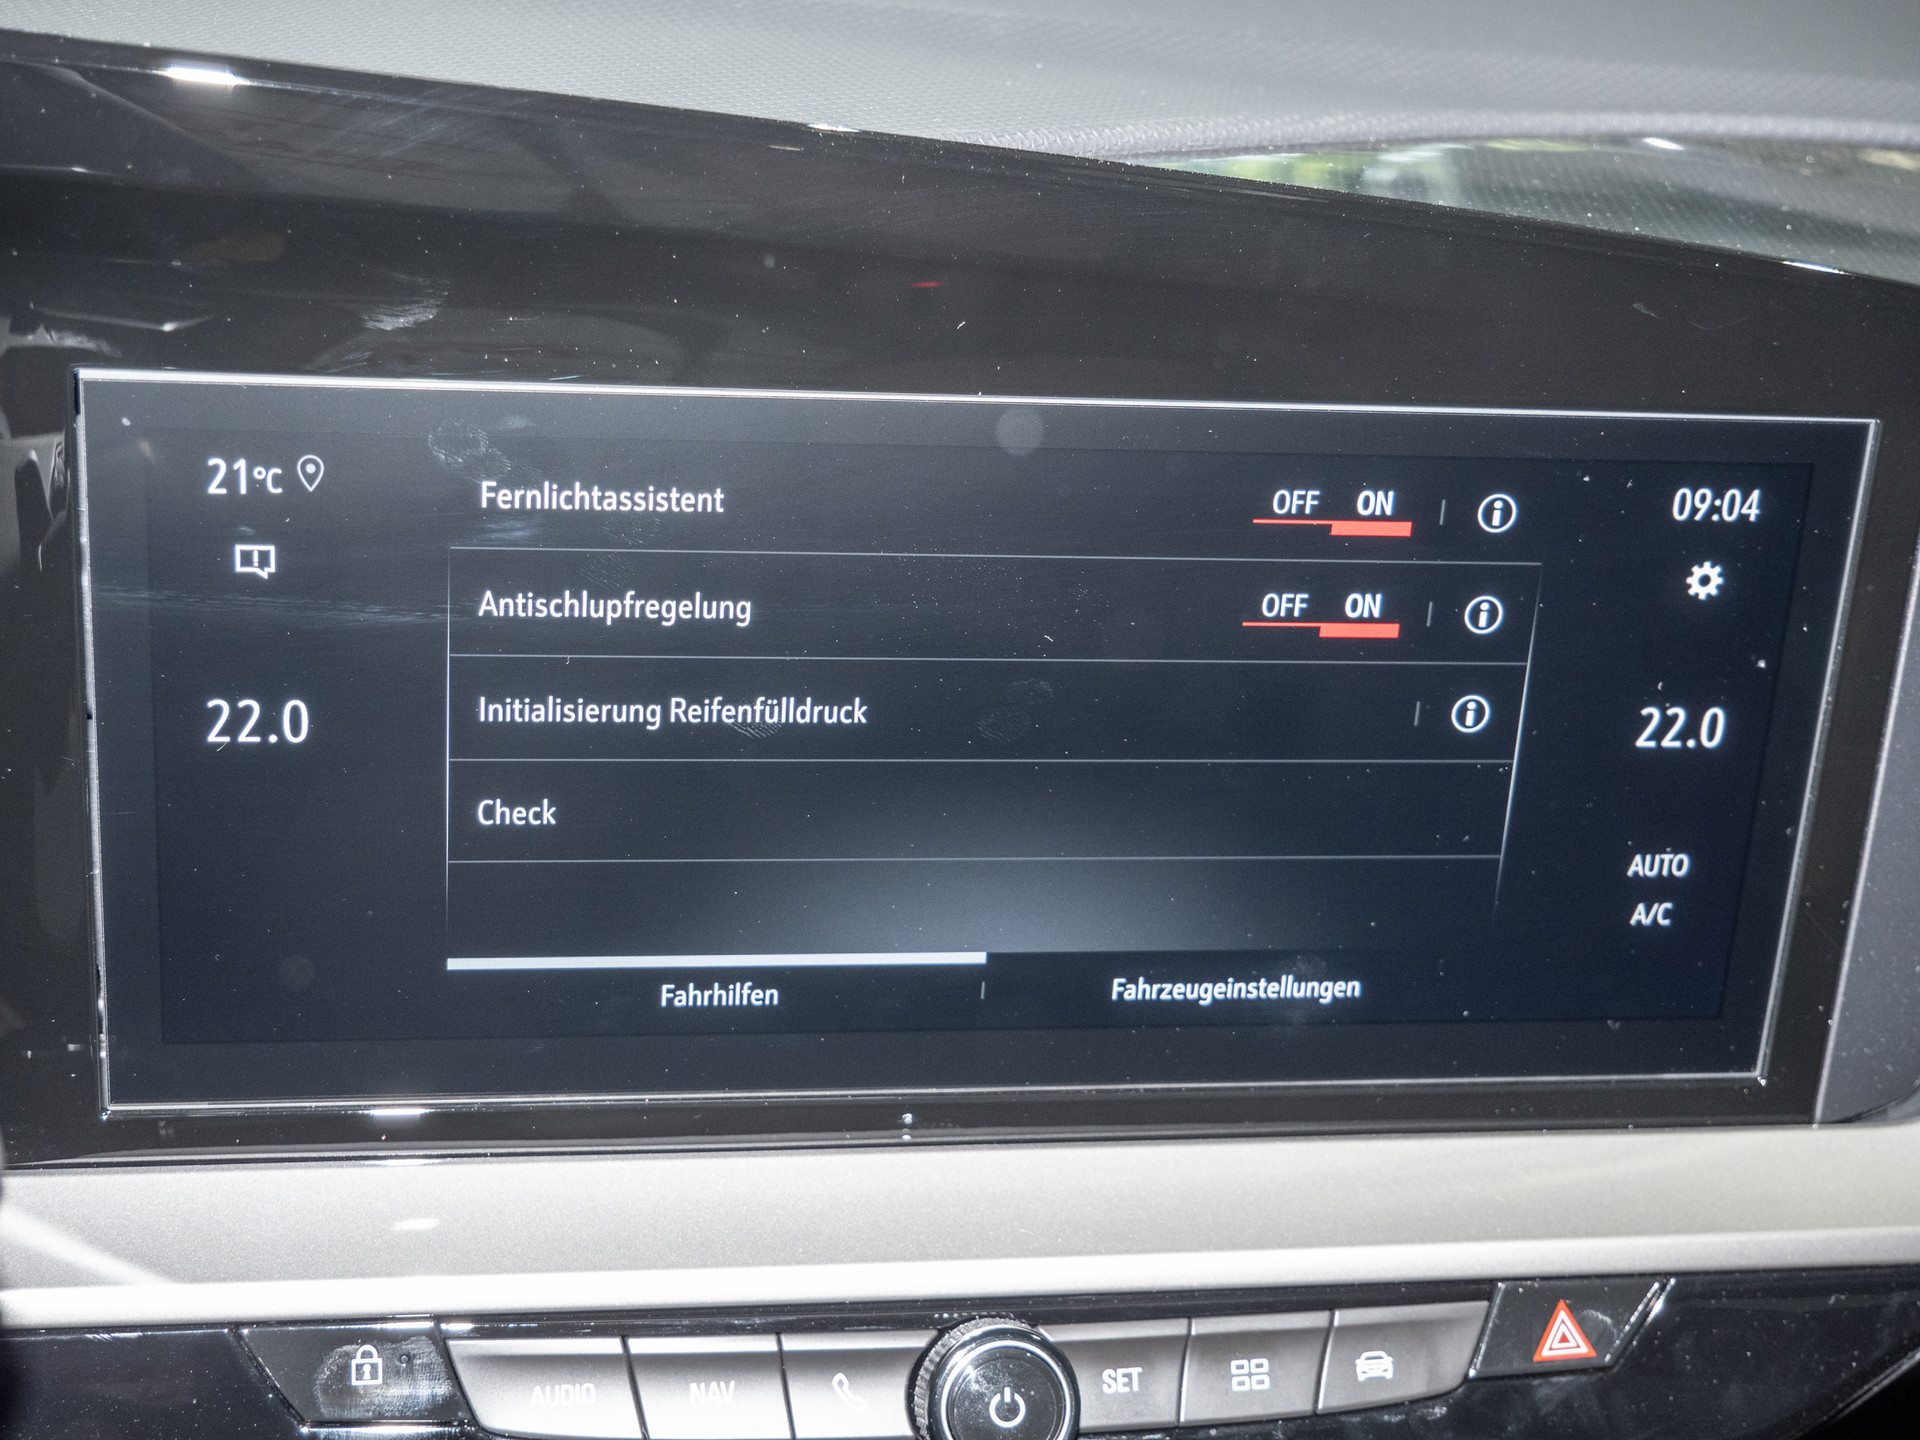 21°C
Fernlichtassistent OFF ON
09:04
Antischlupfregelung OFF ON
22.0
Initialisierung Reifenfülldruck
22.0
Check
AUTO
A/C
Fahrhilfen
Fahrzeugeinstellungen
AUDIO
NAV
SET